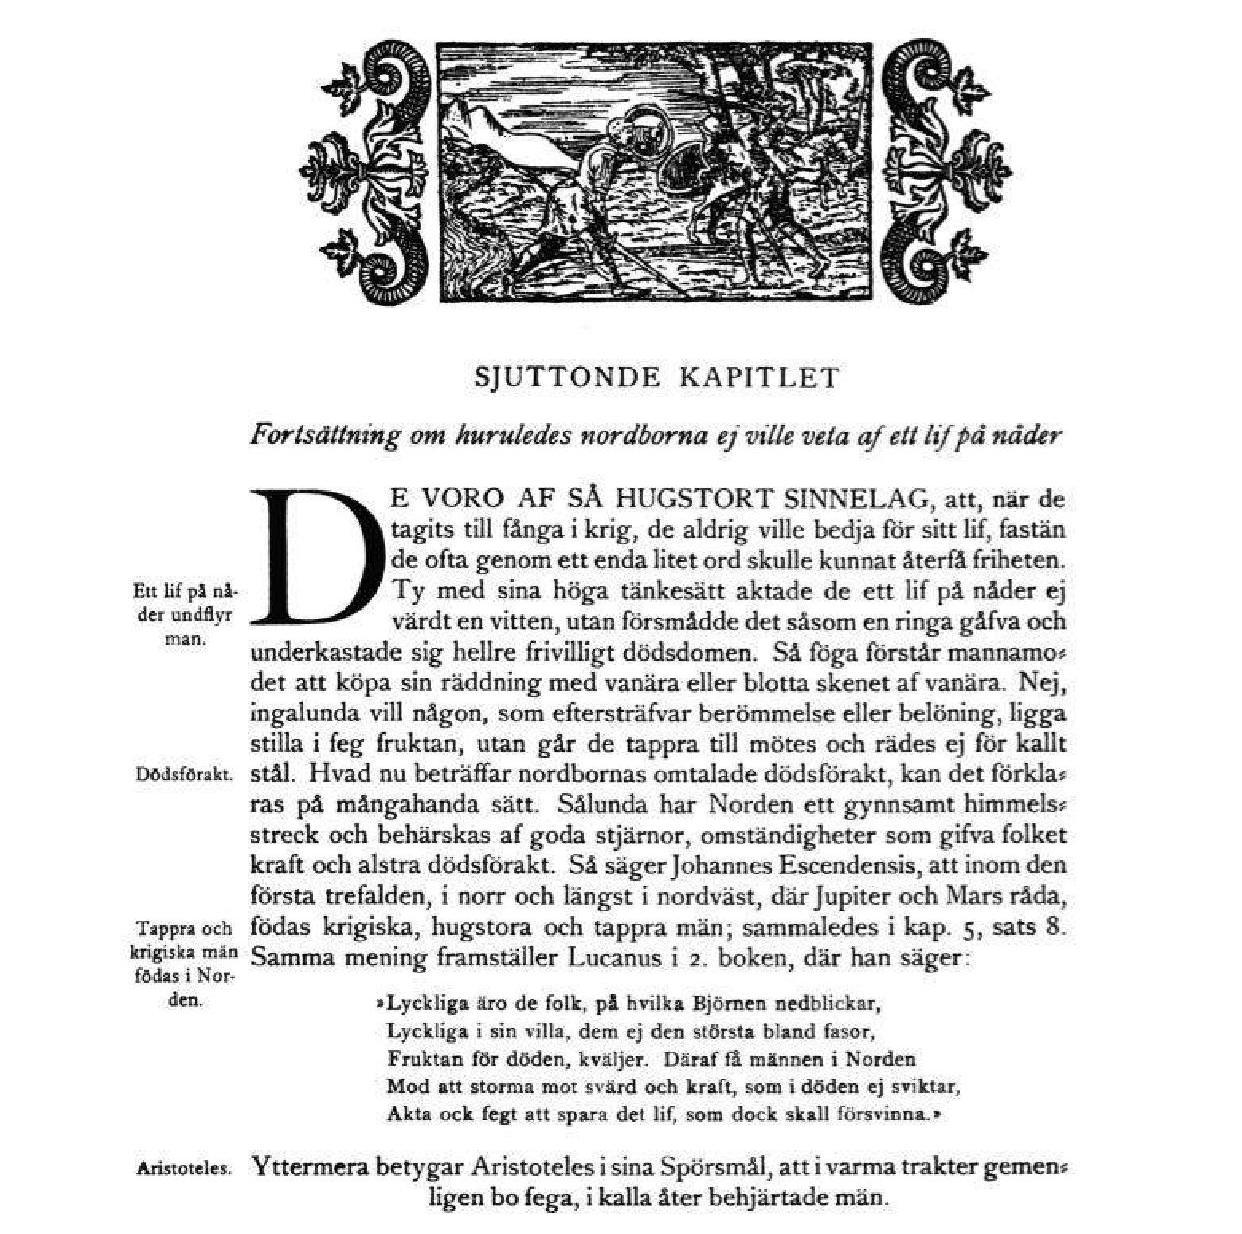 SJUTTONDE KAPITLET
Fortsättning om huruledes nordborna ej ville veta af ett lif på nåder
DE VORO AF SÅ HUGSTORT SINNELAG, att, när de
tagits till fånga i krig, de aldrig ville bedja för sitt lif, fastän
de ofta genom ett enda litet ord skulle kunnat återfå friheten.
Ty med sina höga tänkesätt aktade de ett lif på nåder ej
värdt en vitten, utan försmådde det såsom en ringa gåfva och
underkastade sig hellre frivilligt dödsdomen. Så föga förstår mannamo-
det att köpa sin räddning med vanära eller blotta skenet af vanära. Nej,
ingalunda vill någon, som eftersträfvar berömmelse eller belöning, ligga
stilla i feg fruktan, utan går de tappra till mötes och rädes ej för kallt
stål. Hvad nu beträffar nordbornas omtalade dödsförakt, kan det förkla-
ras på mångahanda sätt. Sålunda har Norden ett gynnsamt himmels-
streck och behärskas af goda stjärnor, omständigheter som gifva folket
kraft och alstra dödsförakt. Så säger Johannes Escendensis, att inom den
första trefalden, i norr och längst i nordväst, där Jupiter och Mars råda,
födas krigiska, hugstora och tappra män; sammaledes i kap. 5, sats 8.
Samma mening framställer Lucanus i 2. boken, där han säger:
»Lyckliga äro de folk, på hvilka Björnen nedblickar,
Lyckliga i sin villa, dem ej den största bland fasor,
Fruktan för döden, kväljer. Däraf få männen i Norden
Mod att storma mot svärd och kraft, som i döden ej sviktar,
Akta ock fegt att spara det lif, som dock skall försvinna.»
Yttermera betygar Aristoteles i sina Spörsmål, att i varma trakter gemen-
ligen bo fega, i kalla åter behjärtade män.
Ett lif på nå-
der undflyr
man.
Dödsförakt.
Tappra och
krigiska män
födas i Nor-
den.
Aristoteles.